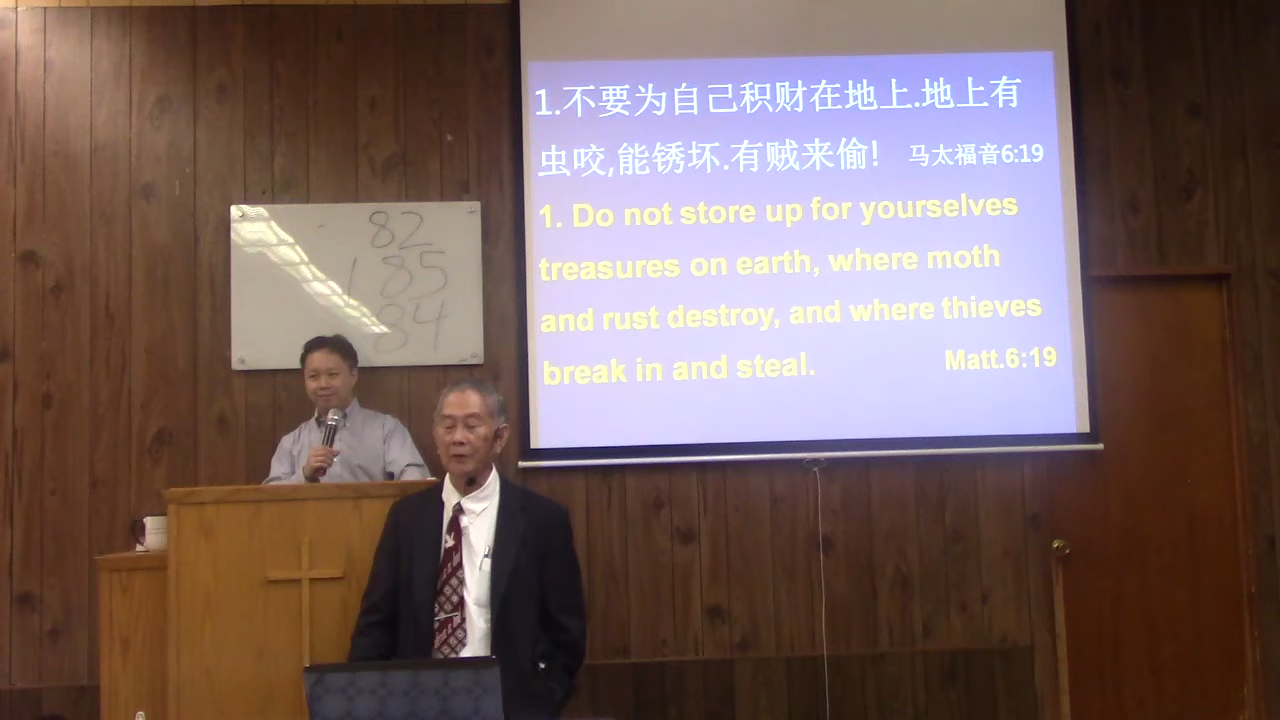 82
185
84
1.不要为自己积财在地上.地上有
虫咬,能锈坏.有贼来偷! 马太福音6:19
1. Do not store up for yourselves
treasures on earth, where moth
and rust destroy, and where thieves
break in and steal. Matt.6:19